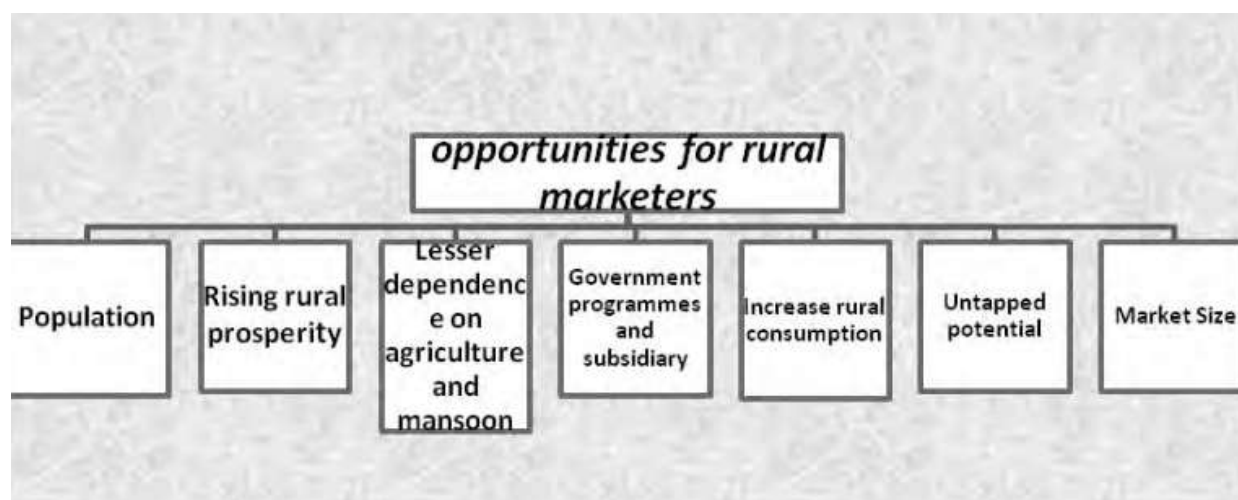 opportunities for rural
marketers
Population
Rising rural
prosperity
Lesser
dependenc
e on
agriculture
and
mansoon
Government
programmes
and
subsidiary
Increase rural
consumption
Untapped
potential
Market Size